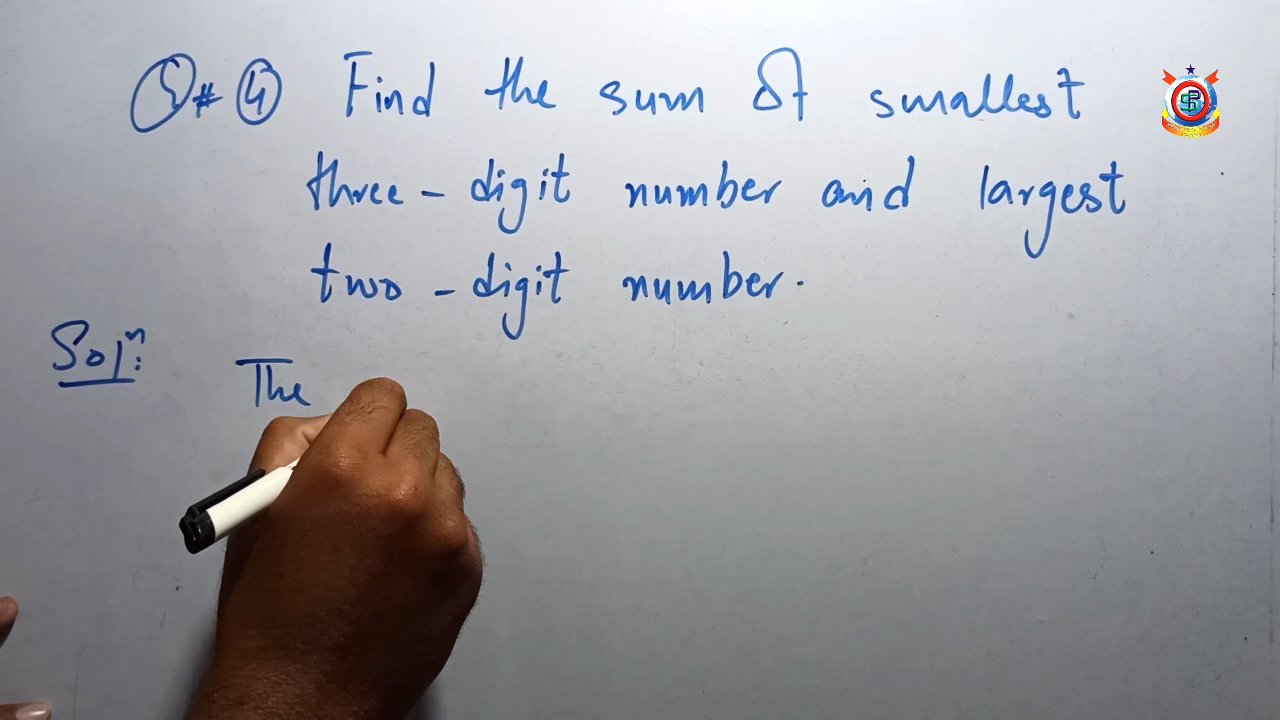 Q# 4 Find the sum of smallest
three - digit number and largest
two - digit number.
Solⁿ:
The